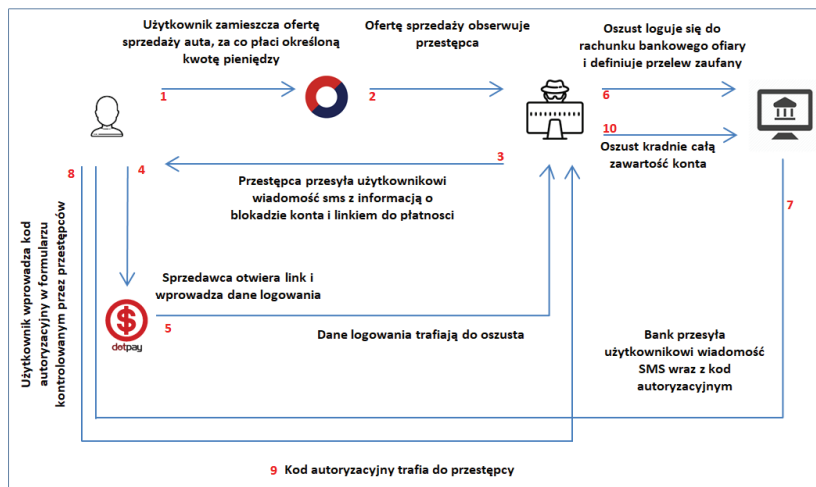 Użytkownik zamieszcza ofertę
sprzedaży auta, za co płaci określoną
kwotę pieniędzy
Ofertę sprzedaży obserwuje
przestępca
Oszust loguje się do
rachunku bankowego ofiary
i definiuje przelew zaufany
1
2
6
10
Oszust kradnie całą
zawartość konta
3
4
8
7
Przestępca przesyła użytkownikowi
wiadomość sms z informacją o
blokadzie konta i linkiem do płatnosci
Użytkownik wprowadza kod
autoryzacyjny w formularzu
kontrolowanym przez przestępców
Sprzedawca otwiera link i
wprowadza dane logowania
$
dotpay
5
Dane logowania trafiają do oszusta
Bank przesyła
użytkownikowi wiadomość
SMS wraz z kod
autoryzacyjnym
9 Kod autoryzacyjny trafia do przestępcy